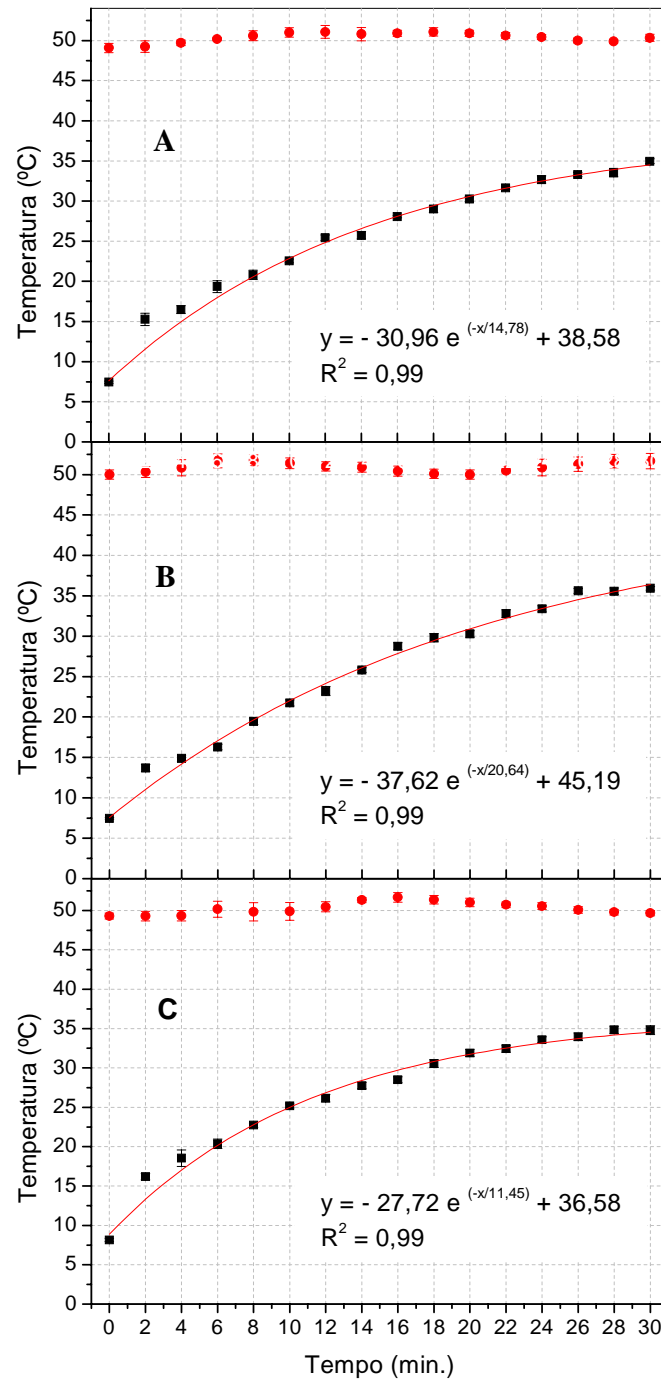 50
45
40
35
30
25
20
15
10
5
0
Temperatura (ºC)
A
y = - 30,96 e (-x/14,78) + 38,58
R² = 0,99
50
45
40
35
30
25
20
15
10
5
0
Temperatura (ºC)
B
y = - 37,62 e (-x/20,64) + 45,19
R² = 0,99
50
45
40
35
30
25
20
15
10
5
0
Temperatura (ºC)
C
y = - 27,72 e (-x/11,45) + 36,58
R² = 0,99
0 2 4 6 8 10 12 14 16 18 20 22 24 26 28 30
Tempo (min.)